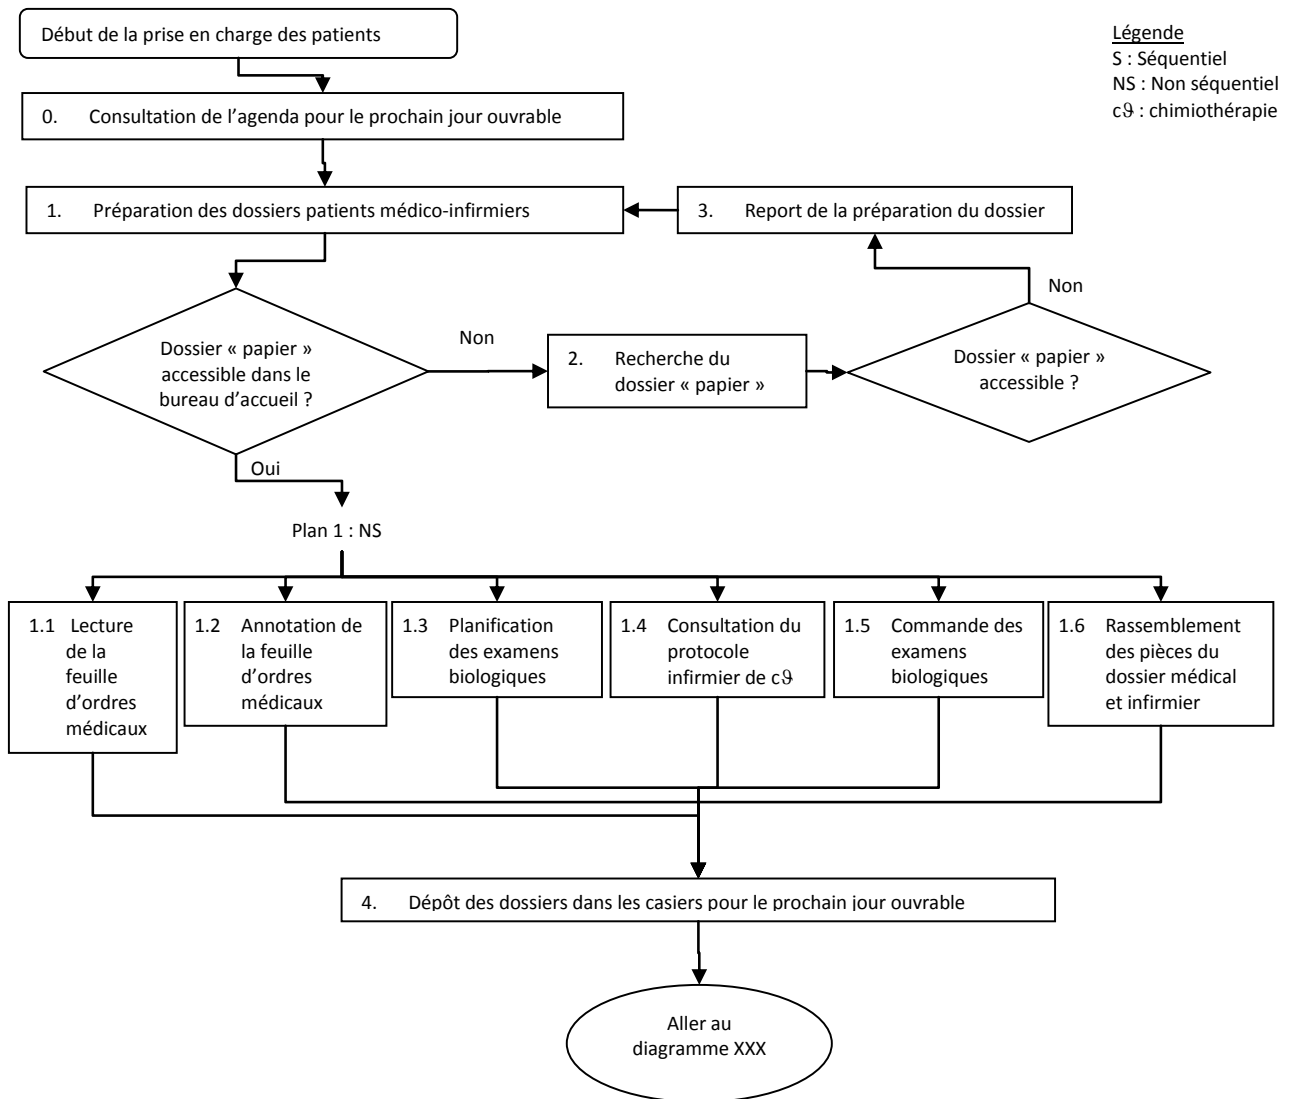 Début de la prise en charge des patients
Légende
S : Séquentiel
NS : Non séquentiel
cϑ : chimiothérapie
0. Consultation de l’agenda pour le prochain jour ouvrable
1. Préparation des dossiers patients médico-infirmiers
3. Report de la préparation du dossier
Non
Dossier « papier »
accessible dans le
bureau d’accueil ?
Non
2. Recherche du
dossier « papier »
Dossier « papier »
accessible ?
Oui
Plan 1 : NS
1.1 Lecture
de la
feuille
d’ordres
médicaux
1.2 Annotation de
la feuille
d’ordres
médicaux
1.3 Planification
des examens
biologiques
1.4 Consultation du
protocole
infirmier de cϑ
1.5 Commande des
examens
biologiques
1.6 Rassemblement
des pièces du
dossier médical
et infirmier
4. Dépôt des dossiers dans les casiers pour le prochain jour ouvrable
Aller au
diagramme XXX